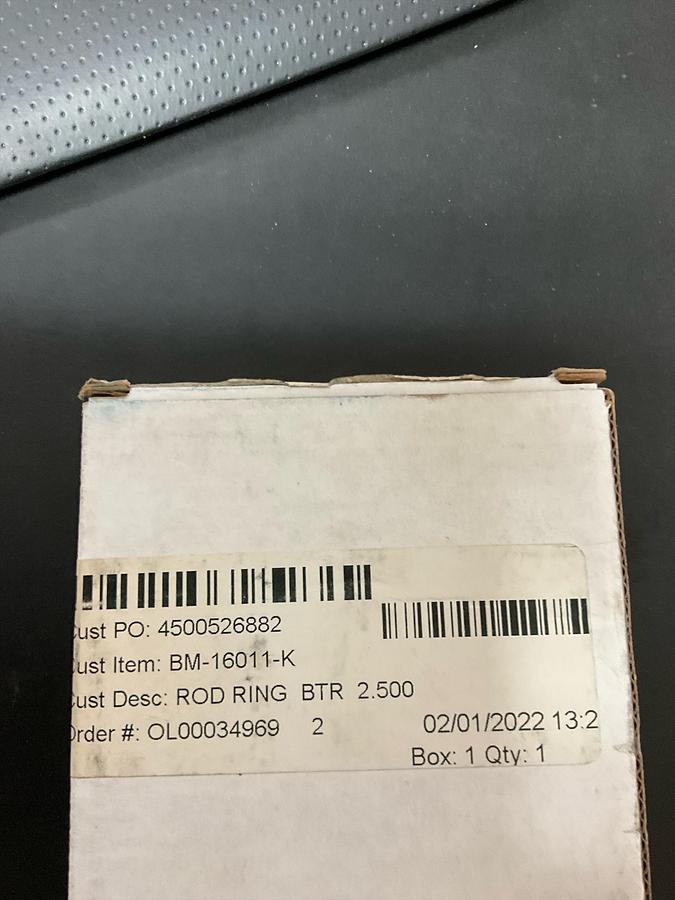 ust PO: 4500526882
ust Item: BM-16011-K
ust Desc: ROD RING BTR 2.500
rder #: OL00034969 2 02/01/2022 13:2
Box: 1 Qty: 1